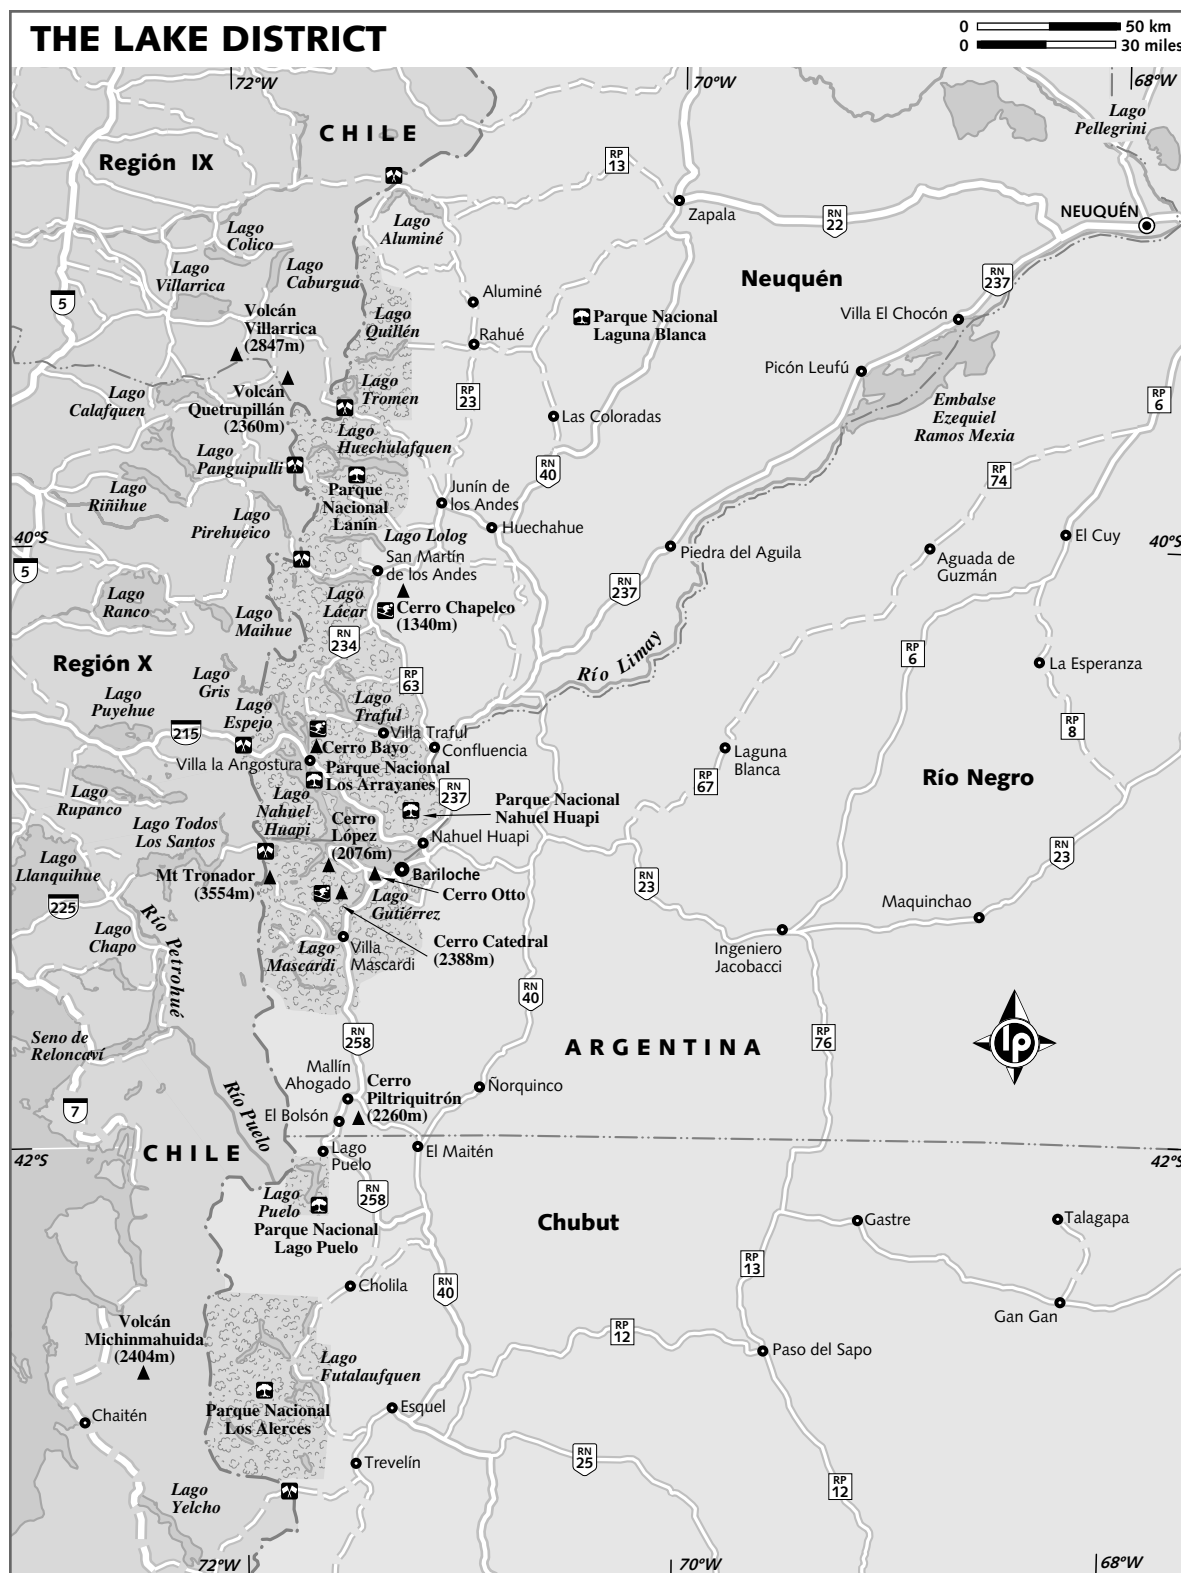 THE LAKE DISTRICT
0 50 km
0 30 miles
72°W
70°W
68°W
CHILE
Región IX
RP
13
Lago
Pellegrini
Zapala
RN
22
NEUQUÉN
Lago
Aluminé
Lago
Colico
Lago
Villarrica
Lago
Caburgua
Neuquén
RN
237
5
Aluminé
Volcán
Villarrica
(2847m)
Lago
Quillén
Rahué
Parque Nacional
Laguna Blanca
Villa El Chocón
Picón Leufú
Volcán
Quetrupillán
(2360m)
Lago
Tromen
RP
23
Lago
Calafquen
Las Coloradas
Embalse
Ezequiel
Ramos Mexia
RP
6
Lago
Huechulafquen
Lago
Panguipulli
RN
40
RP
74
Lago
Riñihue
Parque
Nacional
Lanín
Junín de
los Andes
Lago
Pirehueico
Huechahue
Lago Lolog
40°S
40°S
El Cuy
5
San Martín
de los Andes
Piedra del Aguila
Aguada de
Guzmán
Lago
Ranco
Lago
Lácar
Cerro Chapelco
(1340m)
RN
237
Lago
Maihue
RN
234
RP
6
Región X
Río Limay
La Esperanza
Lago
Gris
RP
63
Lago
Puyehue
Lago
Espejo
Lago
Traful
215
Villa Traful
RP
8
Cerro Bayo
Confluencia
Laguna
Blanca
Villa la Angostura
Parque Nacional
Los Arrayanes
Río Negro
RN
237
RP
67
Lago
Rupanco
Lago
Nahuel
Huapi
Parque Nacional
Nahuel Huapi
Cerro
López
(2076m)
Lago Todos
Los Santos
Nahuel Huapi
RN
23
Lago
Llanquihue
Mt Tronador
(3554m)
Bariloche
RN
23
Cerro Otto
225
Lago
Gutiérrez
Maquinchao
Lago
Chapo
Río Petrohué
Cerro Catedral
(2388m)
Ingeniero
Jacobacci
Lago
Mascardi
Villa
Mascardi
RN
40
Seno de
Reloncaví
RN
258
ARGENTINA
RP
76
lp
Mallín
Ahogado
Cerro
Piltriquitrón
(2260m)
Ñorquinco
Río Puelo
7
El Bolsón
CHILE
42°S
42°S
Lago
Puelo
El Maitén
Lago
Puelo
RN
258
Chubut
Gastre
Talagapa
Parque Nacional
Lago Puelo
RP
13
Cholila
RN
40
Gan Gan
Volcán
Michinmahuida
(2404m)
RP
12
Paso del Sapo
Lago
Futalaufquen
Parque Nacional
Los Alerces
Esquel
Chaitén
Trevelín
RN
25
RP
12
Lago
Yelcho
72°W
70°W
68°W